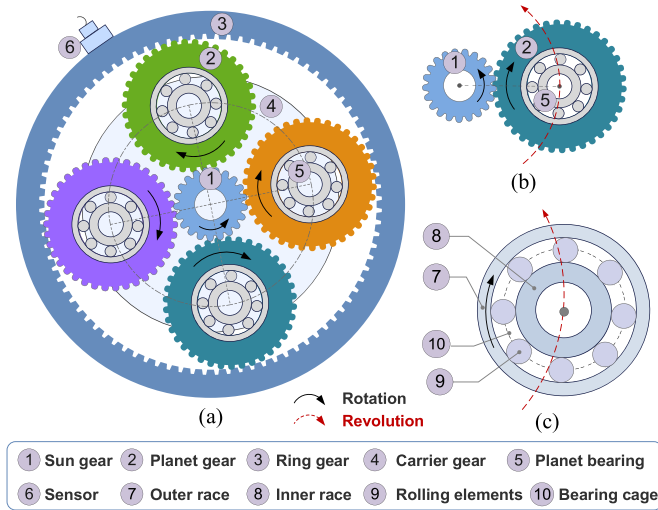 3
6
2
4
1
5
(a)
1
2
5
(b)
8
7
10
9
(c)
Rotation
Revolution
1 Sun gear 2 Planet gear 3 Ring gear 4 Carrier gear 5 Planet bearing
6 Sensor 7 Outer race 8 Inner race 9 Rolling elements 10 Bearing cage